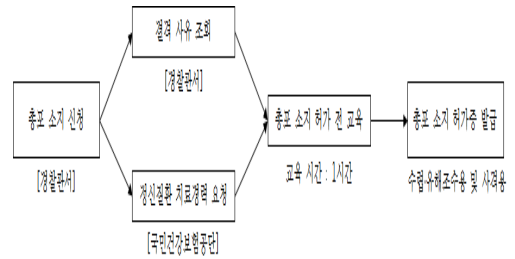 결격 사유 조회
[경찰관서]
총포 소지 신청
[경찰관서]
정신질환 치료경력 요청
[국민건강보험공단]
총포 소지 허가 전 교육
교육 시간 : 1시간
총포 소지 허가증 발급
수렵·유해조수용 및 사격용